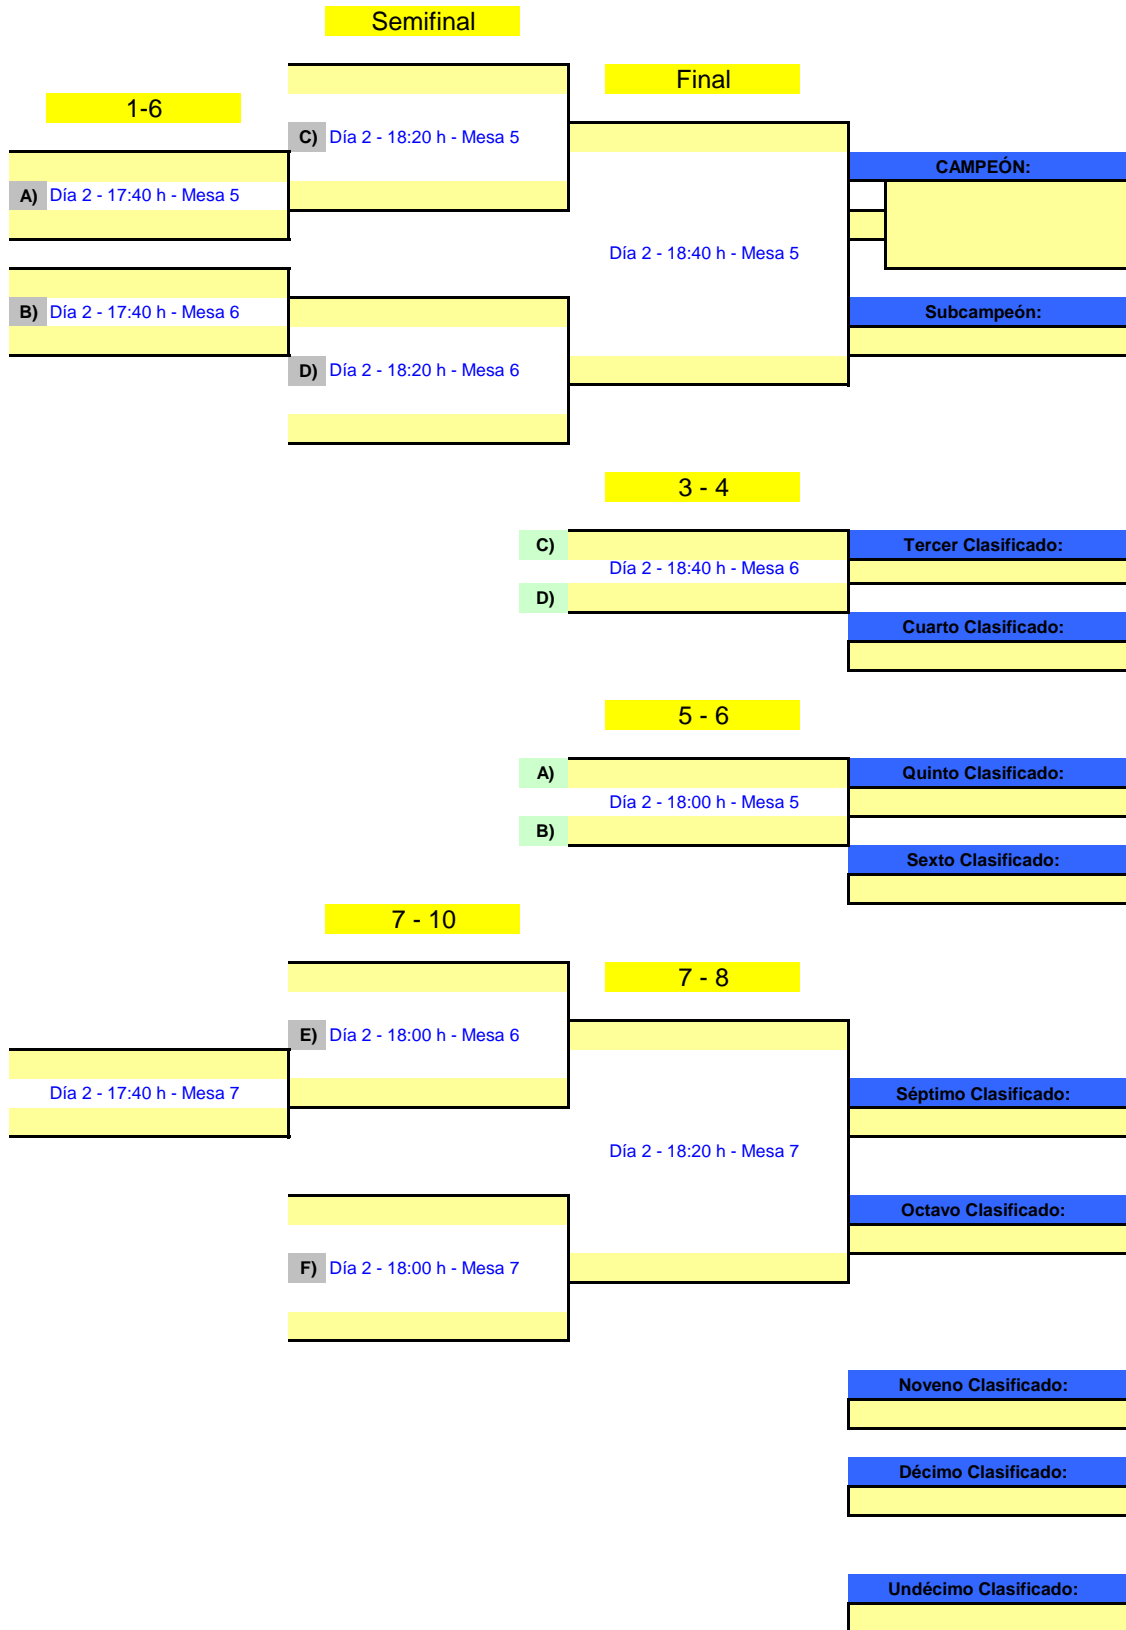 Semifinal
Final
1-6
C) Día 2 - 18:20 h - Mesa 5
CAMPEÓN:
A) Día 2 - 17:40 h - Mesa 5
Día 2 - 18:40 h - Mesa 5
B) Día 2 - 17:40 h - Mesa 6
Subcampeón:
D) Día 2 - 18:20 h - Mesa 6
3 - 4
C)
Tercer Clasificado:
Día 2 - 18:40 h - Mesa 6
D)
Cuarto Clasificado:
5 - 6
A)
Quinto Clasificado:
Día 2 - 18:00 h - Mesa 5
B)
Sexto Clasificado:
7 - 10
7 - 8
E) Día 2 - 18:00 h - Mesa 6
Día 2 - 17:40 h - Mesa 7
Séptimo Clasificado:
Día 2 - 18:20 h - Mesa 7
Octavo Clasificado:
F) Día 2 - 18:00 h - Mesa 7
Noveno Clasificado:
Décimo Clasificado:
Undécimo Clasificado: